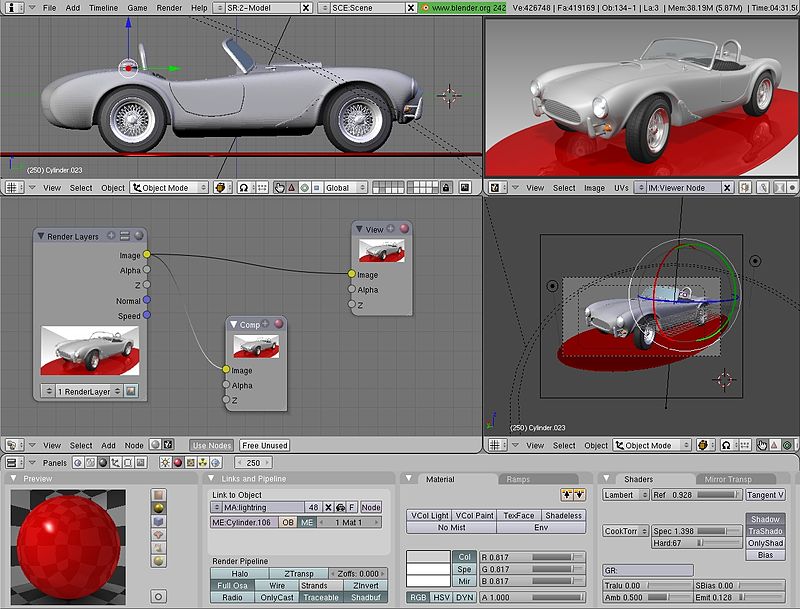 File Add Timeline Game Render Help SR:2-Model SCE:Scene www.blender.org 242 Ve:426748 | Fa:419169 | Ob:134-1 | La:3 | Mem:38.19M (5.87M) | Time:04:31.50
(250) Cylinder.023
View Select Object Object Mode Global
View Select Image UVs IM:Viewer Node
Render Layers
Image
Alpha
Z
Normal
Speed
1 RenderLayer
Comp
Image
Alpha
Z
View
Image
Alpha
Z
(250) Cylinder.023
View Select Add Node Use Nodes Free Unused
View Select Object Object Mode
Panels 250
Preview
Links and Pipeline
Link to Object
MA:lightring 48 X F Node
ME:Cylinder.106 OB ME 1 Mat 1
Render Pipeline
Halo ZTransp Zoffs: 0.000
Full Osa Wire Strands ZInvert
Radio OnlyCast Traceable Shadbuf
Material Ramps
VCol Light VCol Paint TexFace Shadeless
No Mist Env
Col R 0.817
Spe G 0.817
Mir B 0.817
RGB HSV DYN A 1.000
Shaders Mirror Transp
Lambert Ref 0.928 Tangent V
Shadow
CookTorr Spec 1.398 TraShado
Hard:67 OnlyShad
Bias
GR:
Tralu 0.00 SBias 0.00
Amb 0.500 Emit 0.128